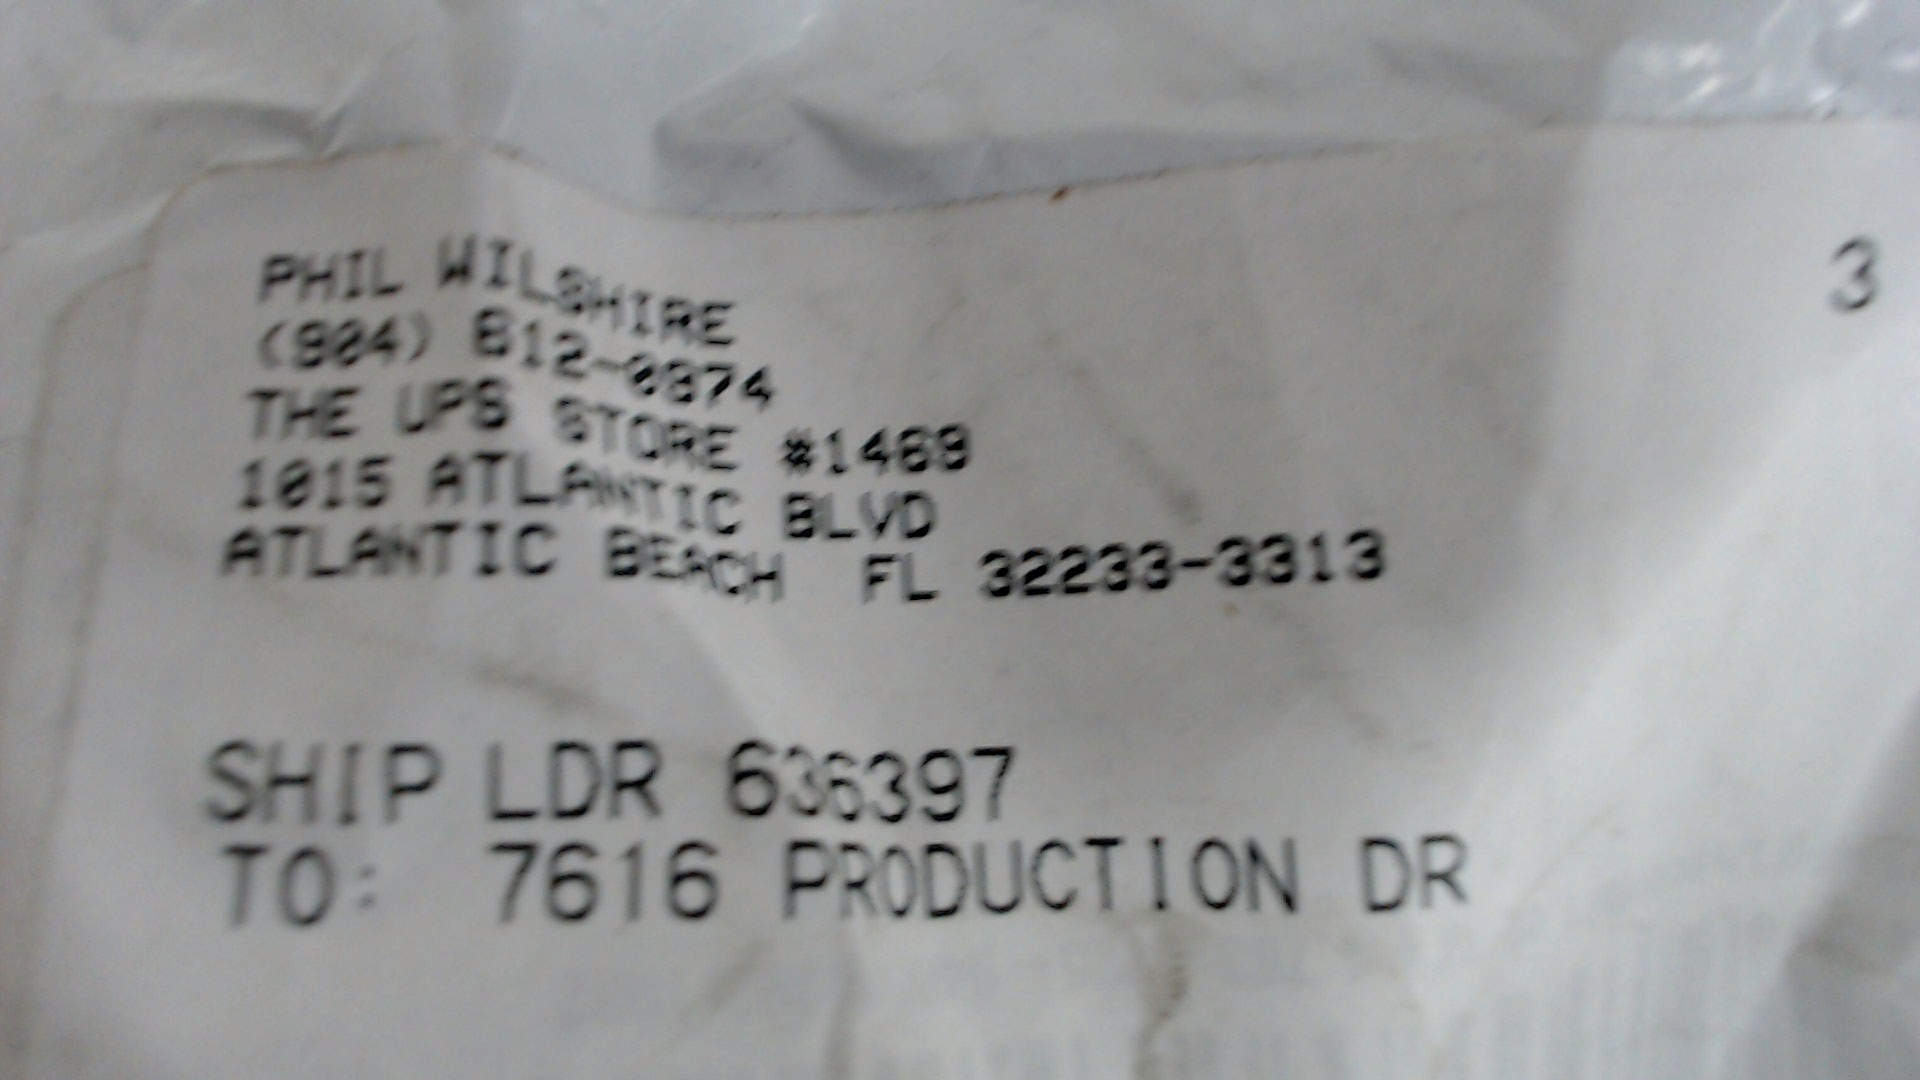 PHIL WILSHIRE
3
(904) 612-0874
THE UPS STORE #1469
1015 ATLANTIC BLVD
ATLANTIC BEACH FL 32233-3313
SHIP LDR 636397
TO: 7616 PRODUCTION DR